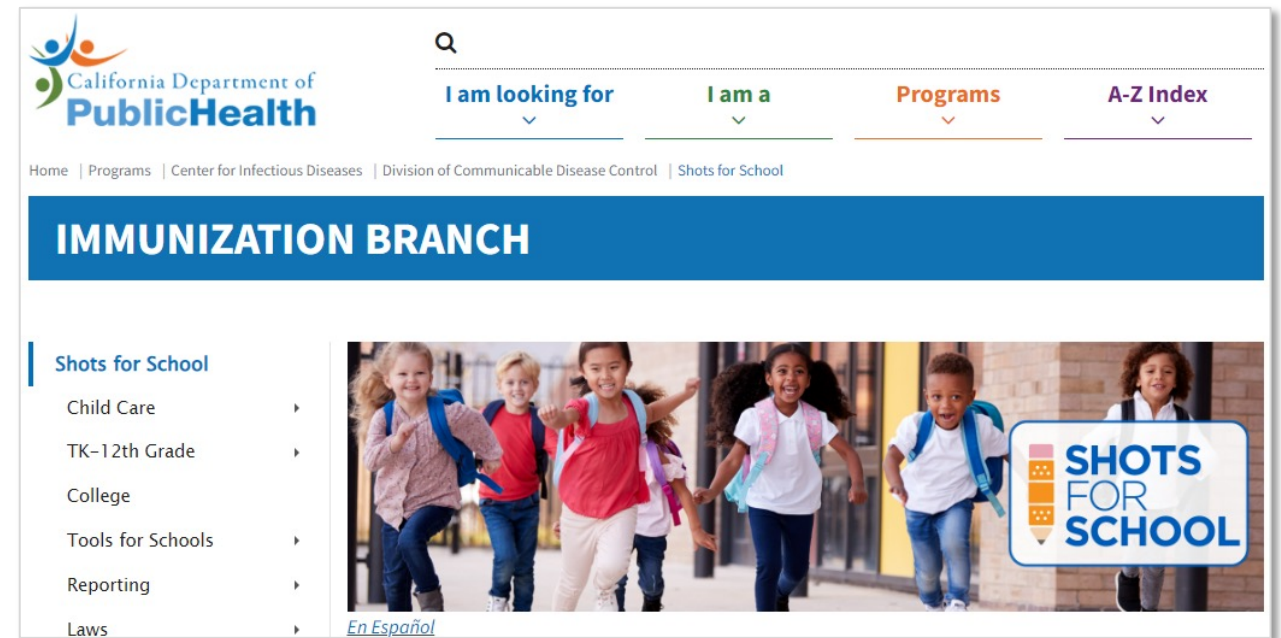 California Department of
PublicHealth
I am looking for
I am a
Programs
A-Z Index
Home | Programs | Center for Infectious Diseases | Division of Communicable Disease Control | Shots for School
IMMUNIZATION BRANCH
Shots for School
Child Care
TK–12th Grade
College
Tools for Schools
Reporting
Laws
SHOTS
FOR
SCHOOL
En Español